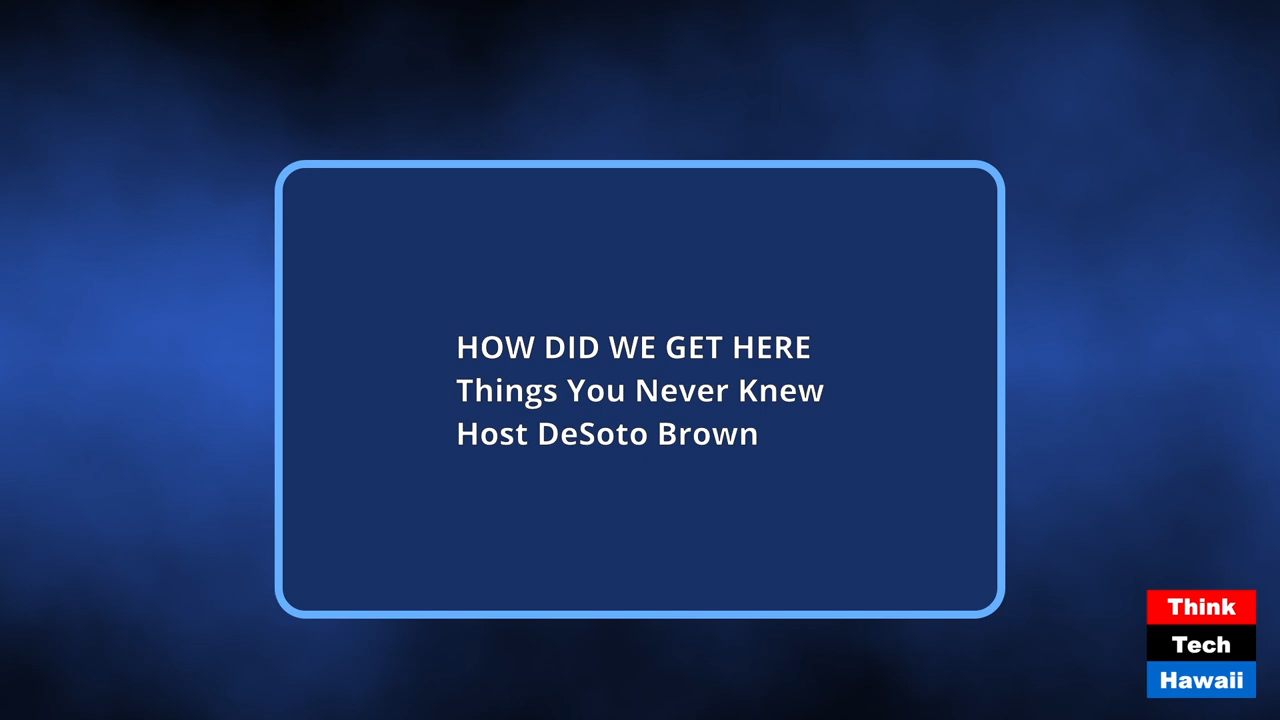 HOW DID WE GET HERE
Things You Never Knew
Host DeSoto Brown
Think
Tech
Hawaii